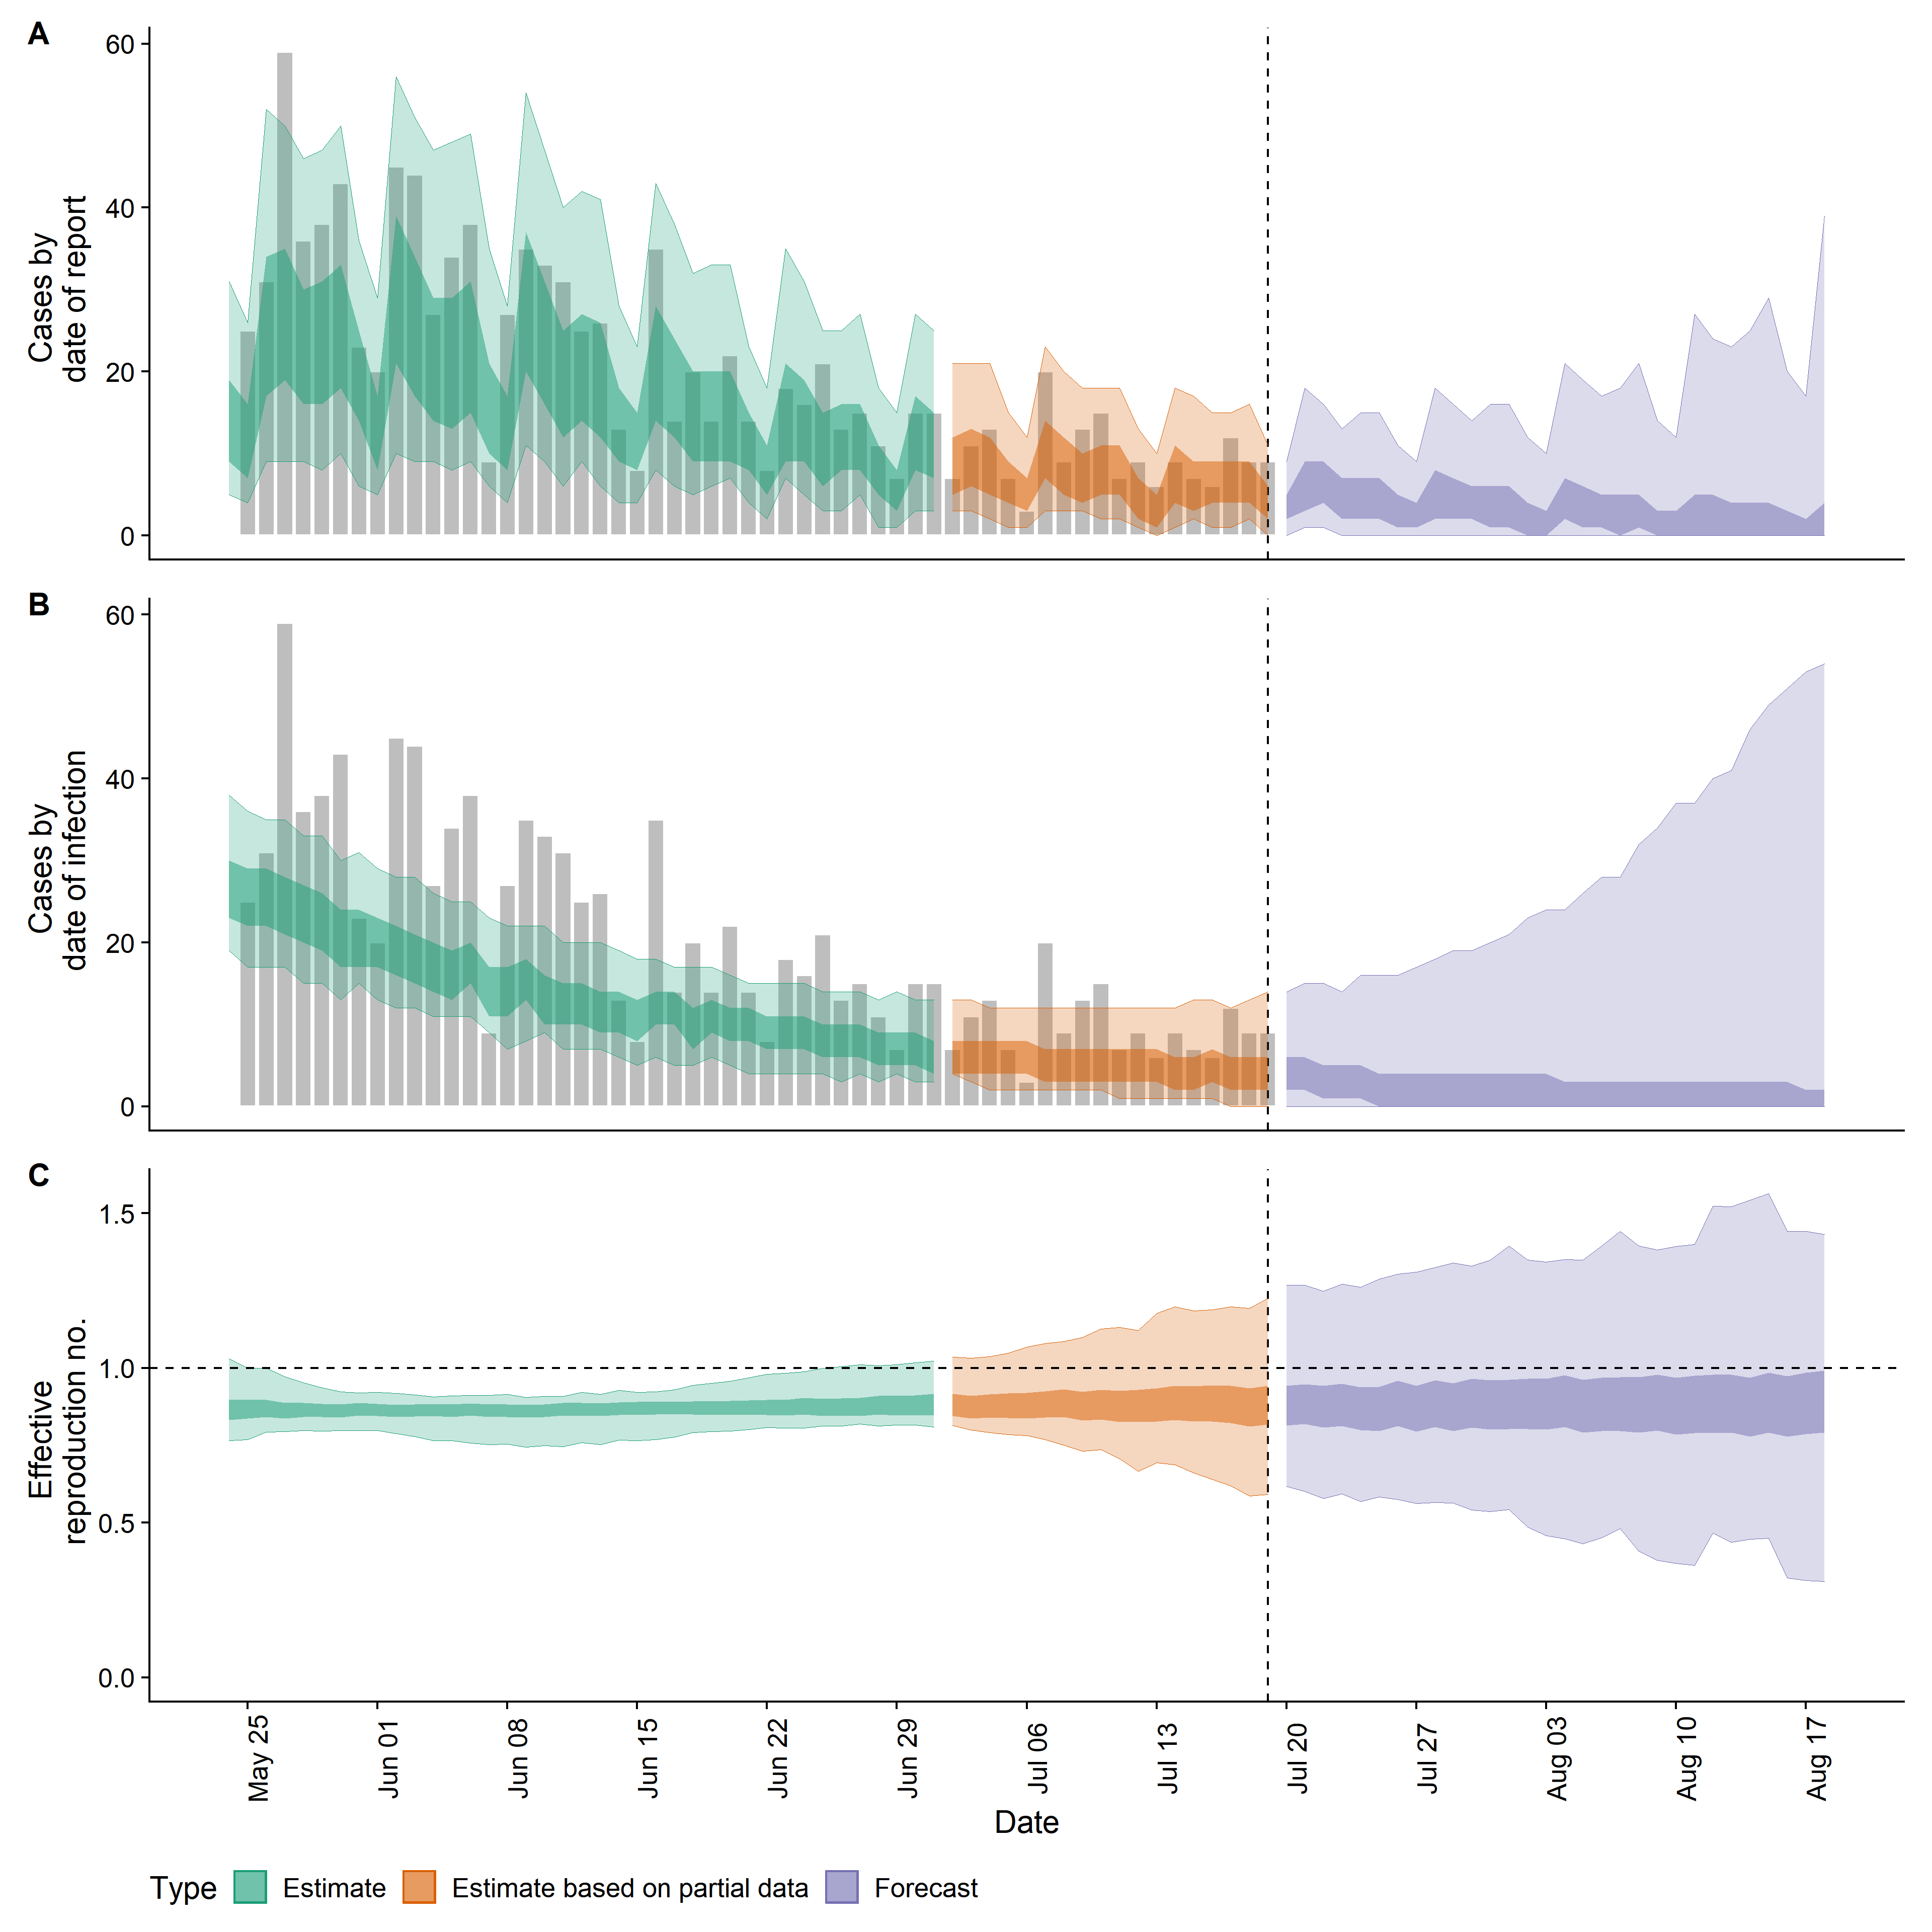 A
60
40
20
0
Cases by
date of report
B
60
40
20
0
Cases by
date of infection
C
1.5
1.0
0.5
0.0
Effective
reproduction no.
May 25
Jun 01
Jun 08
Jun 15
Jun 22
Jun 29
Jul 06
Jul 13
Jul 20
Jul 27
Aug 03
Aug 10
Aug 17
Date
Type Estimate Estimate based on partial data Forecast